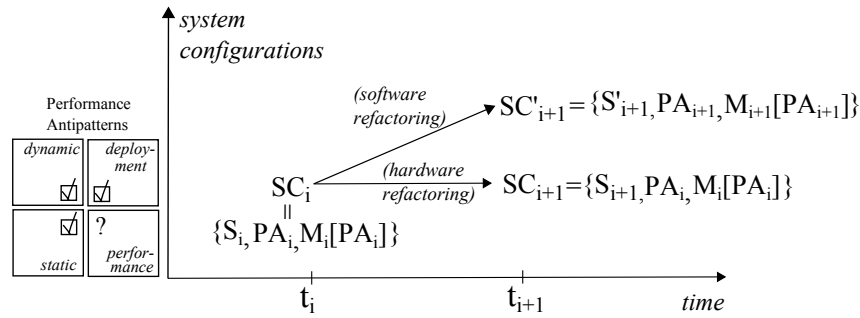 system
configurations
Performance
Antipatterns
dynamic
deploy-
ment
static
?
perfor-
mance
(software
refactoring)
SC'i+1={S'i+1,PAi+1,Mi+1[PAi+1]}
(hardware
refactoring)
SCi
=
{Si,PAi,Mi[PAi]}
SCi+1={Si+1,PAi,Mi[PAi]}
ti
ti+1
time